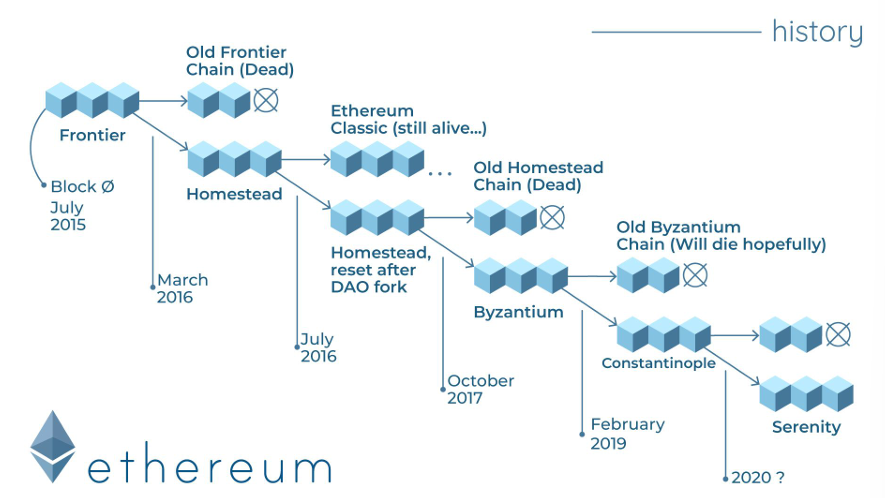 history
Old Frontier
Chain (Dead)
Frontier
Ethereum
Classic (still alive...)
Block Ø
July
2015
Homestead
...
Old Homestead
Chain (Dead)
March
2016
Homestead,
reset after
DAO fork
Old Byzantium
Chain (Will die hopefully)
Byzantium
July
2016
Constantinople
October
2017
February
2019
Serenity
2020 ?
ethereum